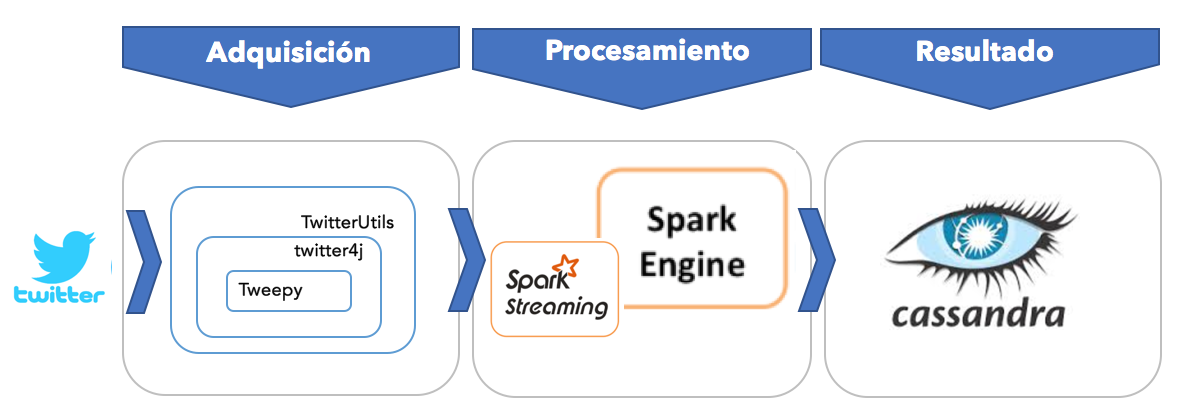 Adquisición
Procesamiento
Resultado
twitter
TwitterUtils
twitter4j
Tweepy
Spark
Streaming
Spark
Engine
cassandra